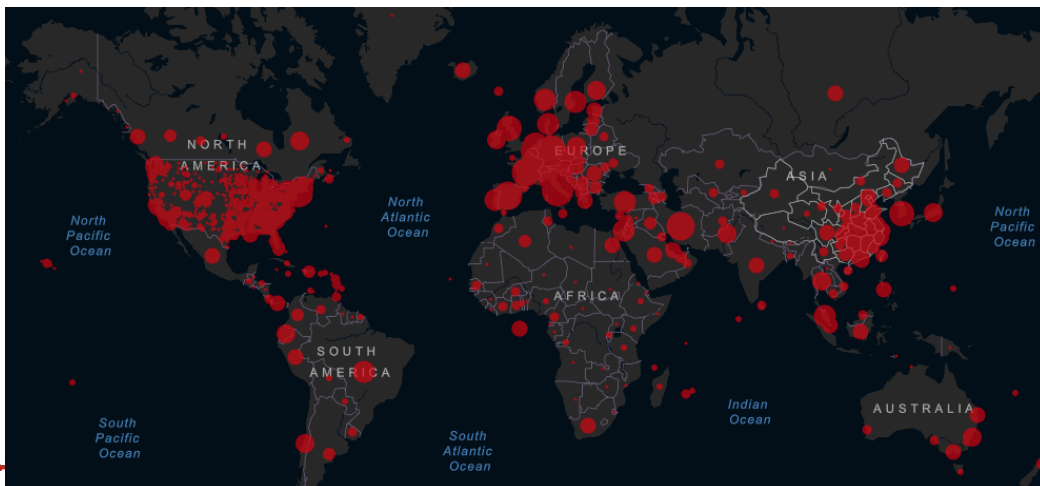 NORTH
AMERICA
EUROPE
ASIA
North
Atlantic
Ocean
North
Pacific
Ocean
North
Pacific
Ocean
AFRICA
SOUTH
AMERICA
Indian
Ocean
AUSTRALIA
South
Pacific
Ocean
South
Atlantic
Ocean